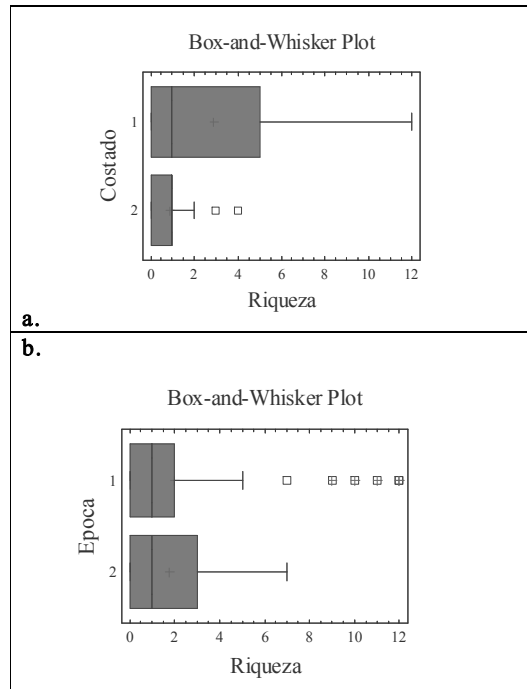 Box-and-Whisker Plot
Costado
1
2
0 2 4 6 8 10 12
Riqueza
a.
b.
Box-and-Whisker Plot
Epoca
1
2
0 2 4 6 8 10 12
Riqueza